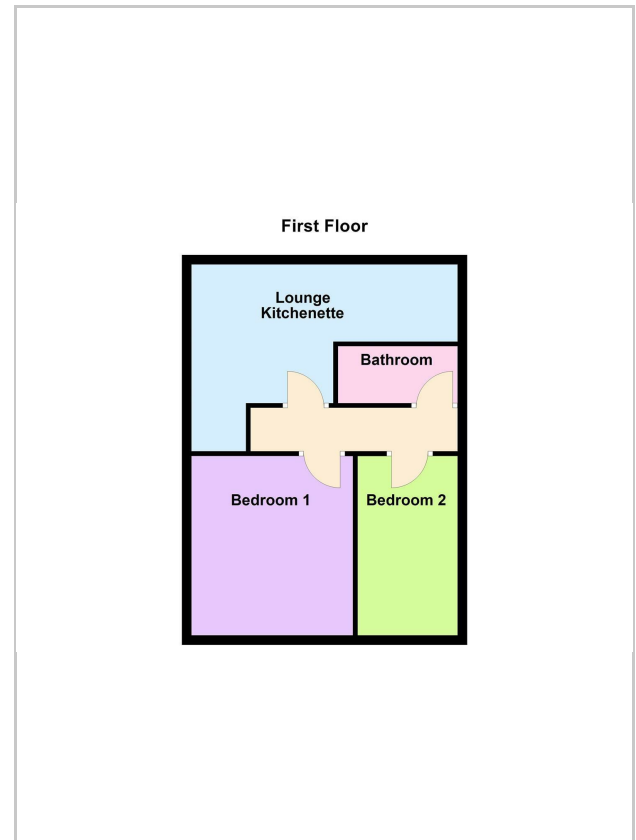 First Floor
Lounge
Kitchenette
Bathroom
Bedroom 1
Bedroom 2